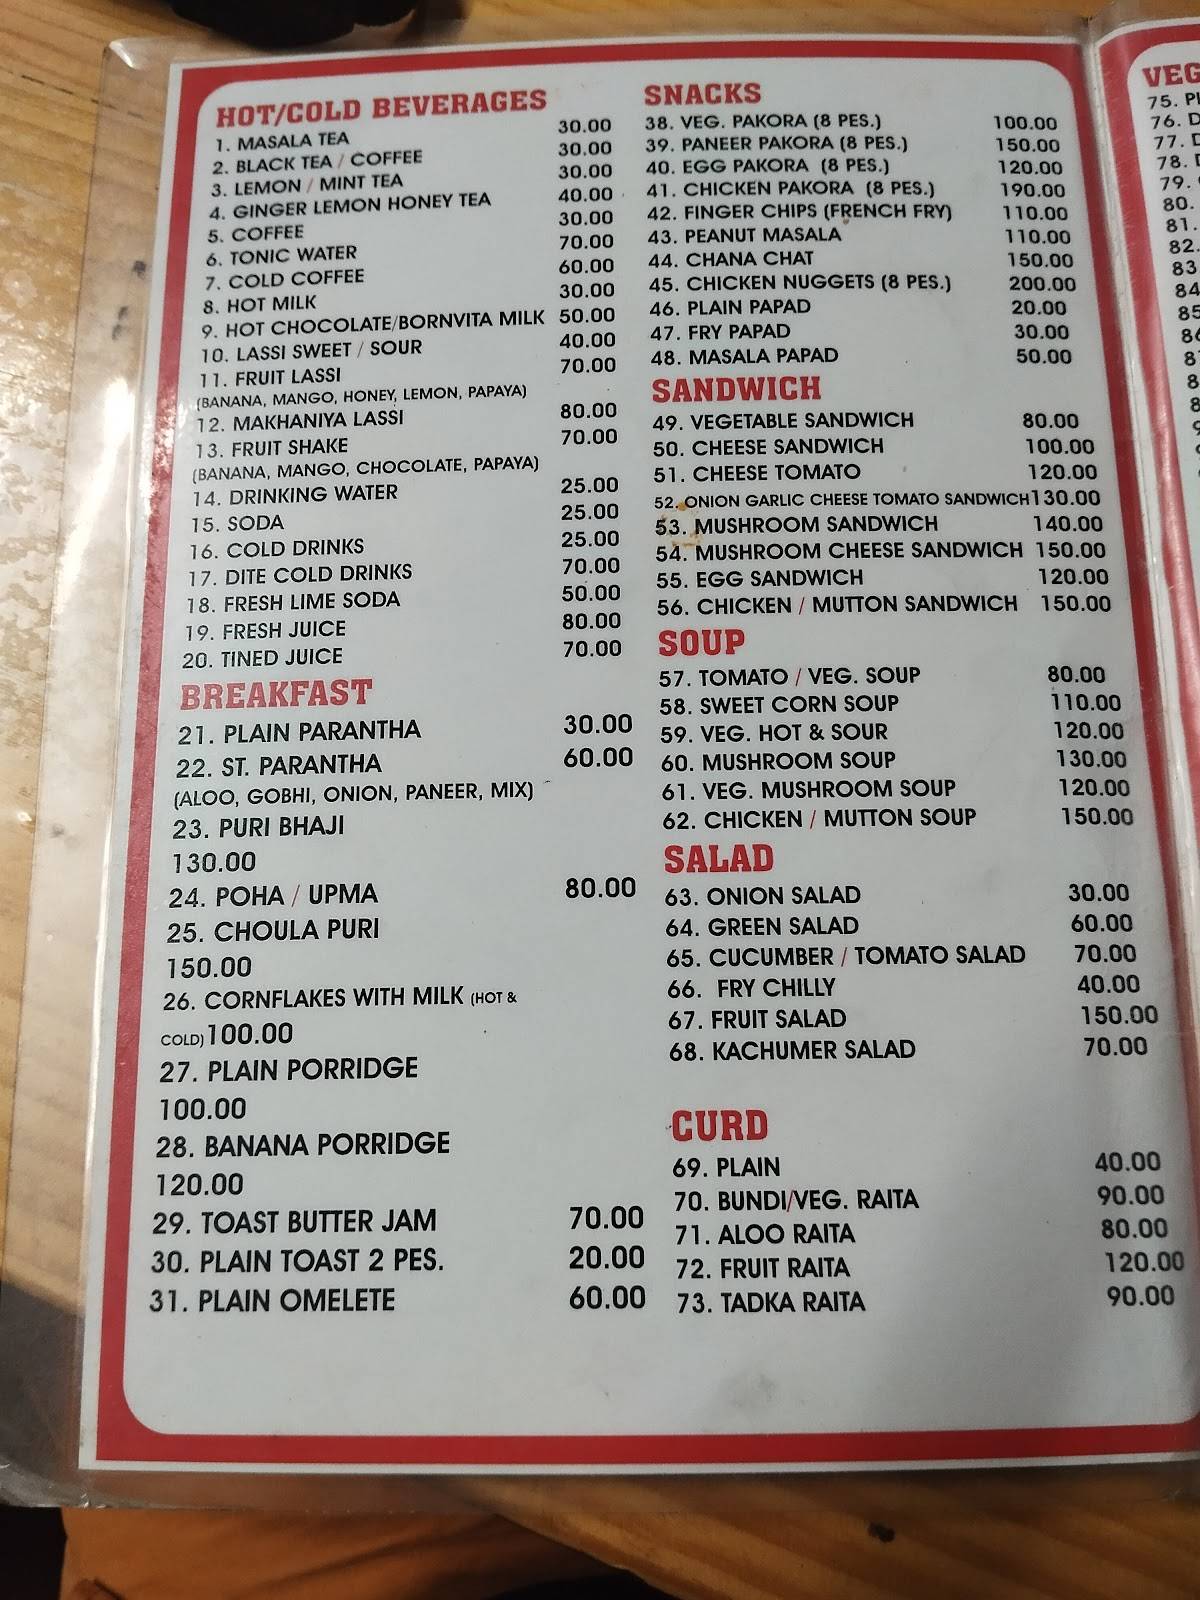 HOT/COLD BEVERAGES
1. MASALA TEA 30.00
2. BLACK TEA / COFFEE 30.00
3. LEMON / MINT TEA 30.00
4. GINGER LEMON HONEY TEA 40.00
5. COFFEE 30.00
6. TONIC WATER 70.00
7. COLD COFFEE 60.00
8. HOT MILK 30.00
9. HOT CHOCOLATE/BORNVITA MILK 50.00
10. LASSI SWEET / SOUR 40.00
11. FRUIT LASSI 70.00
(BANANA, MANGO, HONEY, LEMON, PAPAYA)
12. MAKHANIYA LASSI 80.00
13. FRUIT SHAKE 70.00
(BANANA, MANGO, CHOCOLATE, PAPAYA)
14. DRINKING WATER 25.00
15. SODA 25.00
16. COLD DRINKS 25.00
17. DITE COLD DRINKS 70.00
18. FRESH LIME SODA 50.00
19. FRESH JUICE 80.00
20. TINED JUICE 70.00
BREAKFAST
21. PLAIN PARANTHA 30.00
22. ST. PARANTHA 60.00
(ALOO, GOBHI, ONION, PANEER, MIX)
23. PURI BHAJI
130.00
24. POHA / UPMA 80.00
25. CHOULA PURI
150.00
26. CORNFLAKES WITH MILK (HOT &
COLD) 100.00
27. PLAIN PORRIDGE
100.00
28. BANANA PORRIDGE
120.00
29. TOAST BUTTER JAM 70.00
30. PLAIN TOAST 2 PES. 20.00
31. PLAIN OMELETE 60.00
SNACKS
38. VEG. PAKORA (8 PES.) 100.00
39. PANEER PAKORA (8 PES.) 150.00
40. EGG PAKORA (8 PES.) 120.00
41. CHICKEN PAKORA (8 PES.) 190.00
42. FINGER CHIPS (FRENCH FRY) 110.00
43. PEANUT MASALA 110.00
44. CHANA CHAT 150.00
45. CHICKEN NUGGETS (8 PES.) 200.00
46. PLAIN PAPAD 20.00
47. FRY PAPAD 30.00
48. MASALA PAPAD 50.00
SANDWICH
49. VEGETABLE SANDWICH 80.00
50. CHEESE SANDWICH 100.00
51. CHEESE TOMATO 120.00
52. ONION GARLIC CHEESE TOMATO SANDWICH 130.00
53. MUSHROOM SANDWICH 140.00
54. MUSHROOM CHEESE SANDWICH 150.00
55. EGG SANDWICH 120.00
56. CHICKEN / MUTTON SANDWICH 150.00
SOUP
57. TOMATO / VEG. SOUP 80.00
58. SWEET CORN SOUP 110.00
59. VEG. HOT & SOUR 120.00
60. MUSHROOM SOUP 130.00
61. VEG. MUSHROOM SOUP 120.00
62. CHICKEN / MUTTON SOUP 150.00
SALAD
63. ONION SALAD 30.00
64. GREEN SALAD 60.00
65. CUCUMBER / TOMATO SALAD 70.00
66. FRY CHILLY 40.00
67. FRUIT SALAD 150.00
68. KACHUMER SALAD 70.00
CURD
69. PLAIN 40.00
70. BUNDI/VEG. RAITA 90.00
71. ALOO RAITA 80.00
72. FRUIT RAITA 120.00
73. TADKA RAITA 90.00
VEG
75.
76.
77.
78.
79.
80.
81.
82.
83
84
85